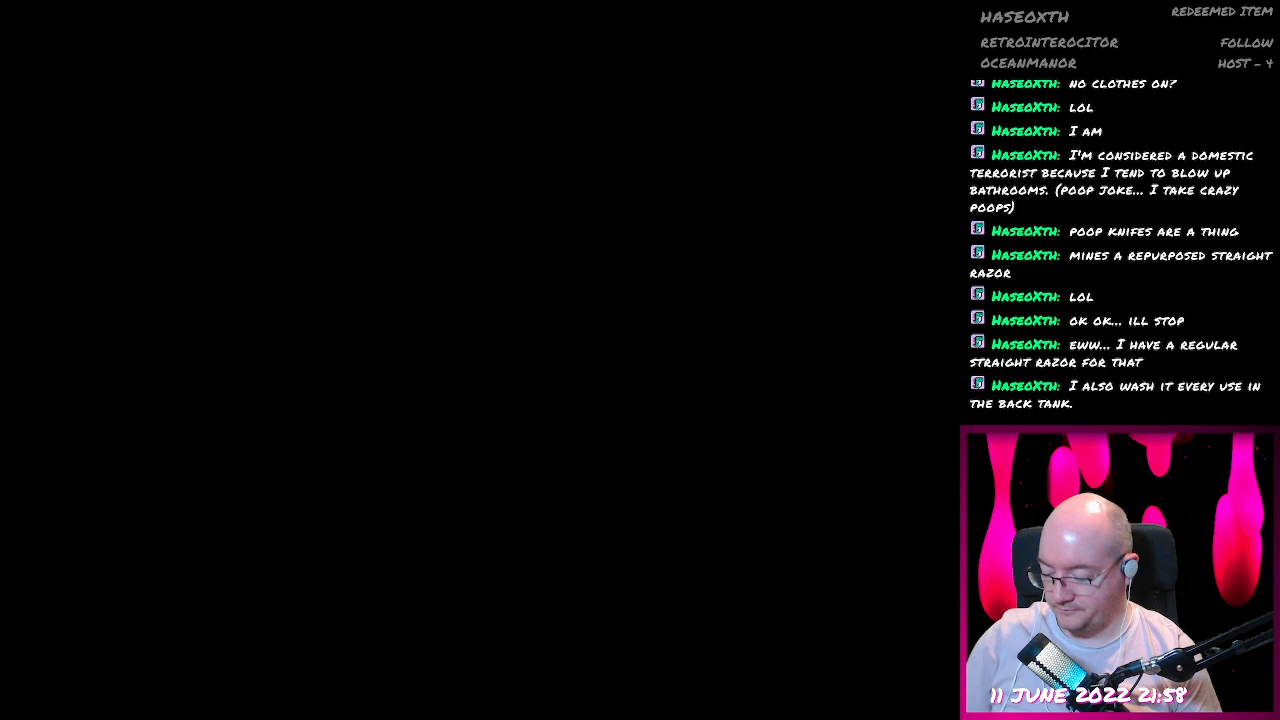 HASEOXTH REDEEMED ITEM
RETROINTEROCITOR FOLLOW
OCEANMANOR HOST - 4
HASEOXTH: NO CLOTHES ON?
HASEOXTH: LOL
HASEOXTH: I AM
HASEOXTH: I'M CONSIDERED A DOMESTIC
TERRORIST BECAUSE I TEND TO BLOW UP
BATHROOMS. (POOP JOKE... I TAKE CRAZY
POOPS)
HASEOXTH: POOP KNIFES ARE A THING
HASEOXTH: MINES A REPURPOSED STRAIGHT
RAZOR
HASEOXTH: LOL
HASEOXTH: OK OK... ILL STOP
HASEOXTH: EWW... I HAVE A REGULAR
STRAIGHT RAZOR FOR THAT
HASEOXTH: I ALSO WASH IT EVERY USE IN
THE BACK TANK.
11 JUNE 2022 21:58